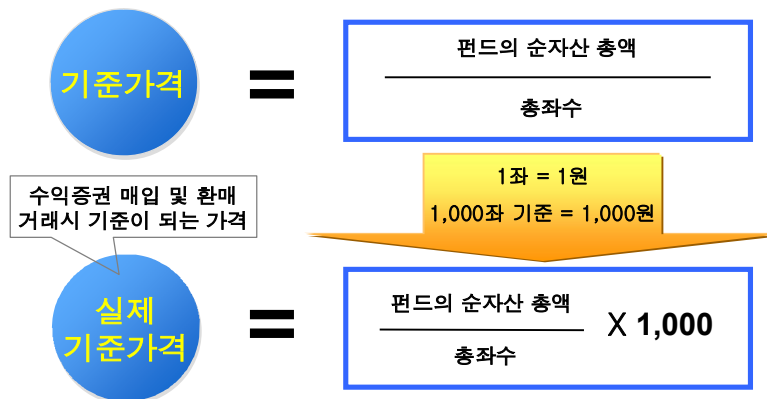 기준가격
=
펀드의 순자산 총액
총좌수
1좌 = 1원
1,000좌 기준 = 1,000원
수익증권 매입 및 환매
거래시 기준이 되는 가격
실제
기준가격
=
펀드의 순자산 총액
총좌수
X 1,000